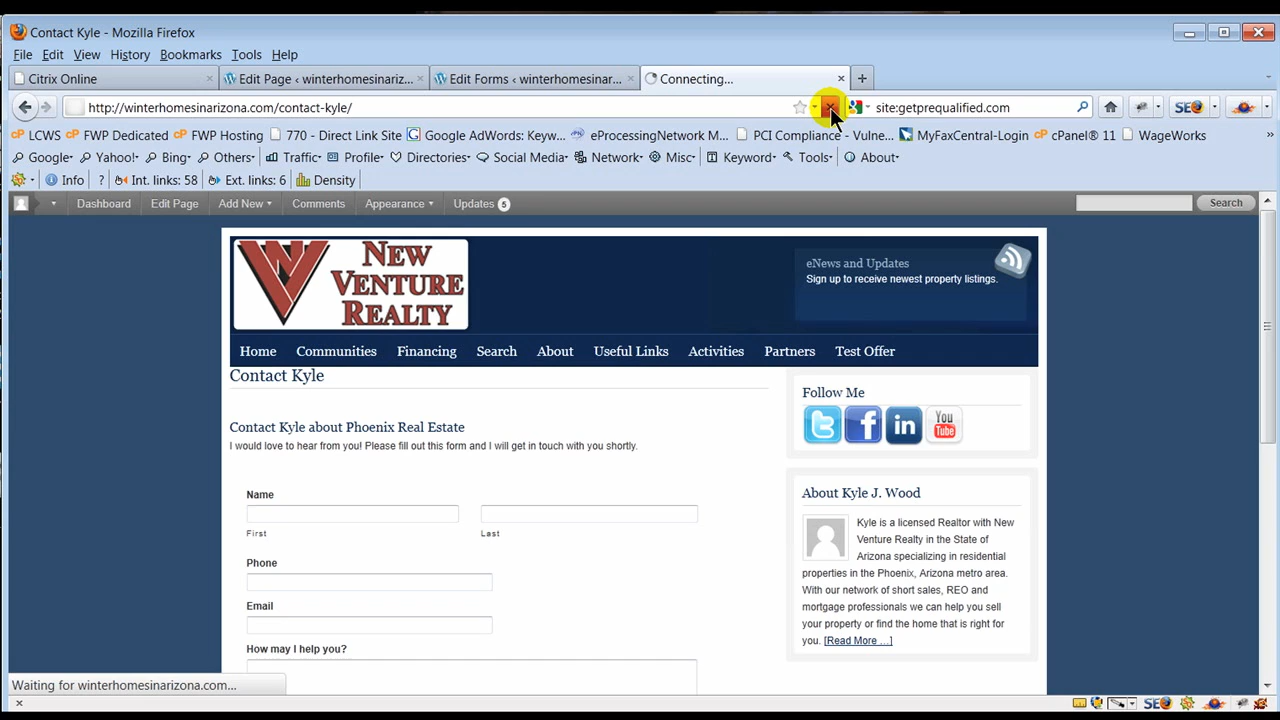 Contact Kyle - Mozilla Firefox
File Edit View History Bookmarks Tools Help
Citrix Online Edit Page ‹ winterhomesinariz... Edit Forms ‹ winterhomesinariz... Connecting...
http://winterhomesinarizona.com/contact-kyle/ site:getprequalified.com
LCWS FWP Dedicated FWP Hosting 770 - Direct Link Site Google AdWords: Keyw... eProcessingNetwork M... PCI Compliance - Vulne... MyFaxCentral-Login cPanel® 11 WageWorks
Google Yahoo! Bing Others Traffic Profile Directories Social Media Network Misc Keyword Tools About
Info ? Int. links: 58 Ext. links: 6 Density
Dashboard Edit Page Add New Comments Appearance Updates 5 Search
NEW
VENTURE
REALTY
eNews and Updates
Sign up to receive newest property listings.
Home Communities Financing Search About Useful Links Activities Partners Test Offer
Contact Kyle
Contact Kyle about Phoenix Real Estate
I would love to hear from you! Please fill out this form and I will get in touch with you shortly.
Name
First Last
Phone
Email
How may I help you?
Follow Me
in You Tube
About Kyle J. Wood
Kyle is a licensed Realtor with New
Venture Realty in the State of
Arizona specializing in residential
properties in the Phoenix, Arizona metro area.
With our network of short sales, REO and
mortgage professionals we can help you sell
your property or find the home that is right for
you. [Read More ...]
Waiting for winterhomesinarizona.com...
SEO